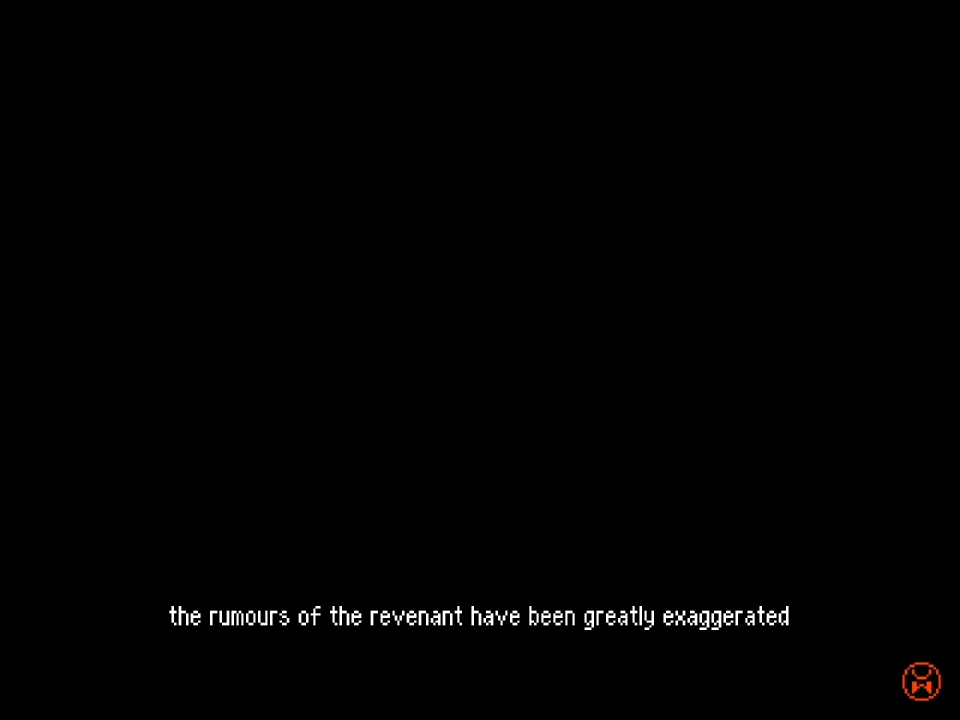 the rumours of the revenant have been greatly exaggerated